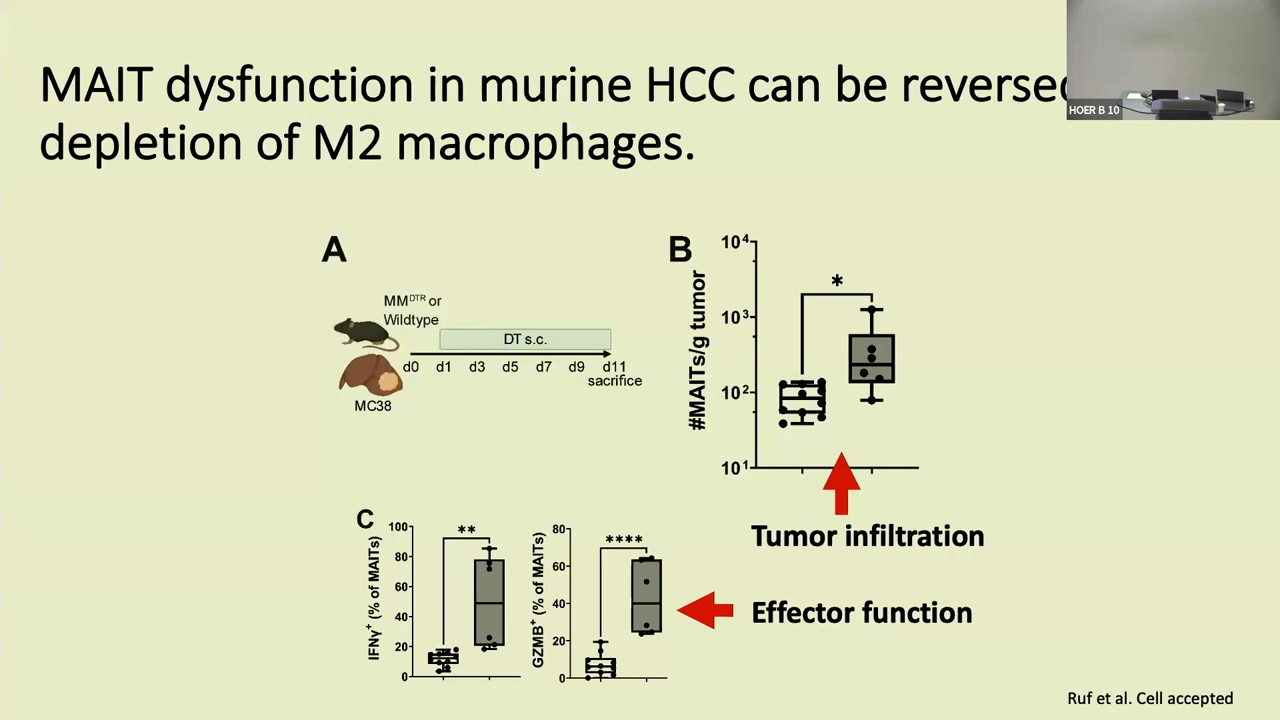 MAIT dysfunction in murine HCC can be reversed
depletion of M2 macrophages.
HOER B 10
A
MMDTR or
Wildtype
DT s.c.
d0 d1 d3 d5 d7 d9 d11
sacrifice
MC38
B
#MAITs/g tumor
10⁴
10³
10²
10¹
*
Tumor infiltration
C
IFNγ⁺ (% of MAITs)
100
80
60
40
20
0
**
GZMB⁺ (% of MAITs)
80
60
40
20
0
****
Effector function
Ruf et al. Cell accepted